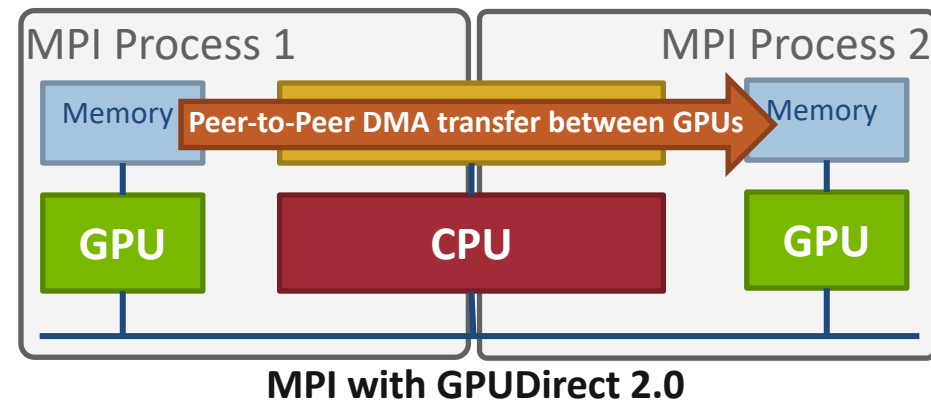 MPI Process 1
MPI Process 2
Memory
Peer-to-Peer DMA transfer between GPUs
Memory
GPU
CPU
GPU
MPI with GPUDirect 2.0